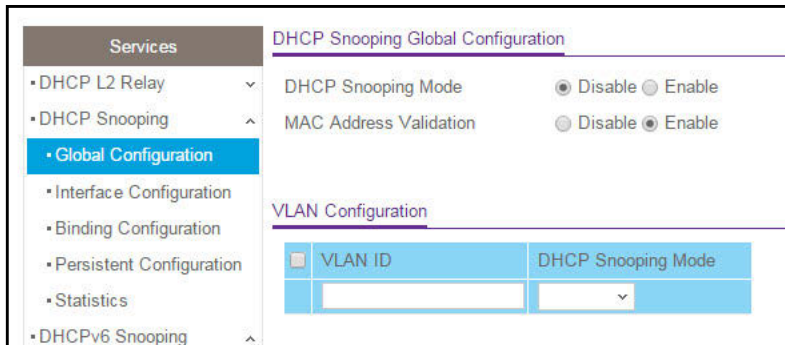 Services
DHCP L2 Relay
DHCP Snooping
Global Configuration
Interface Configuration
Binding Configuration
Persistent Configuration
Statistics
DHCPv6 Snooping
DHCP Snooping Global Configuration
DHCP Snooping Mode Disable Enable
MAC Address Validation Disable Enable
VLAN Configuration
VLAN ID DHCP Snooping Mode